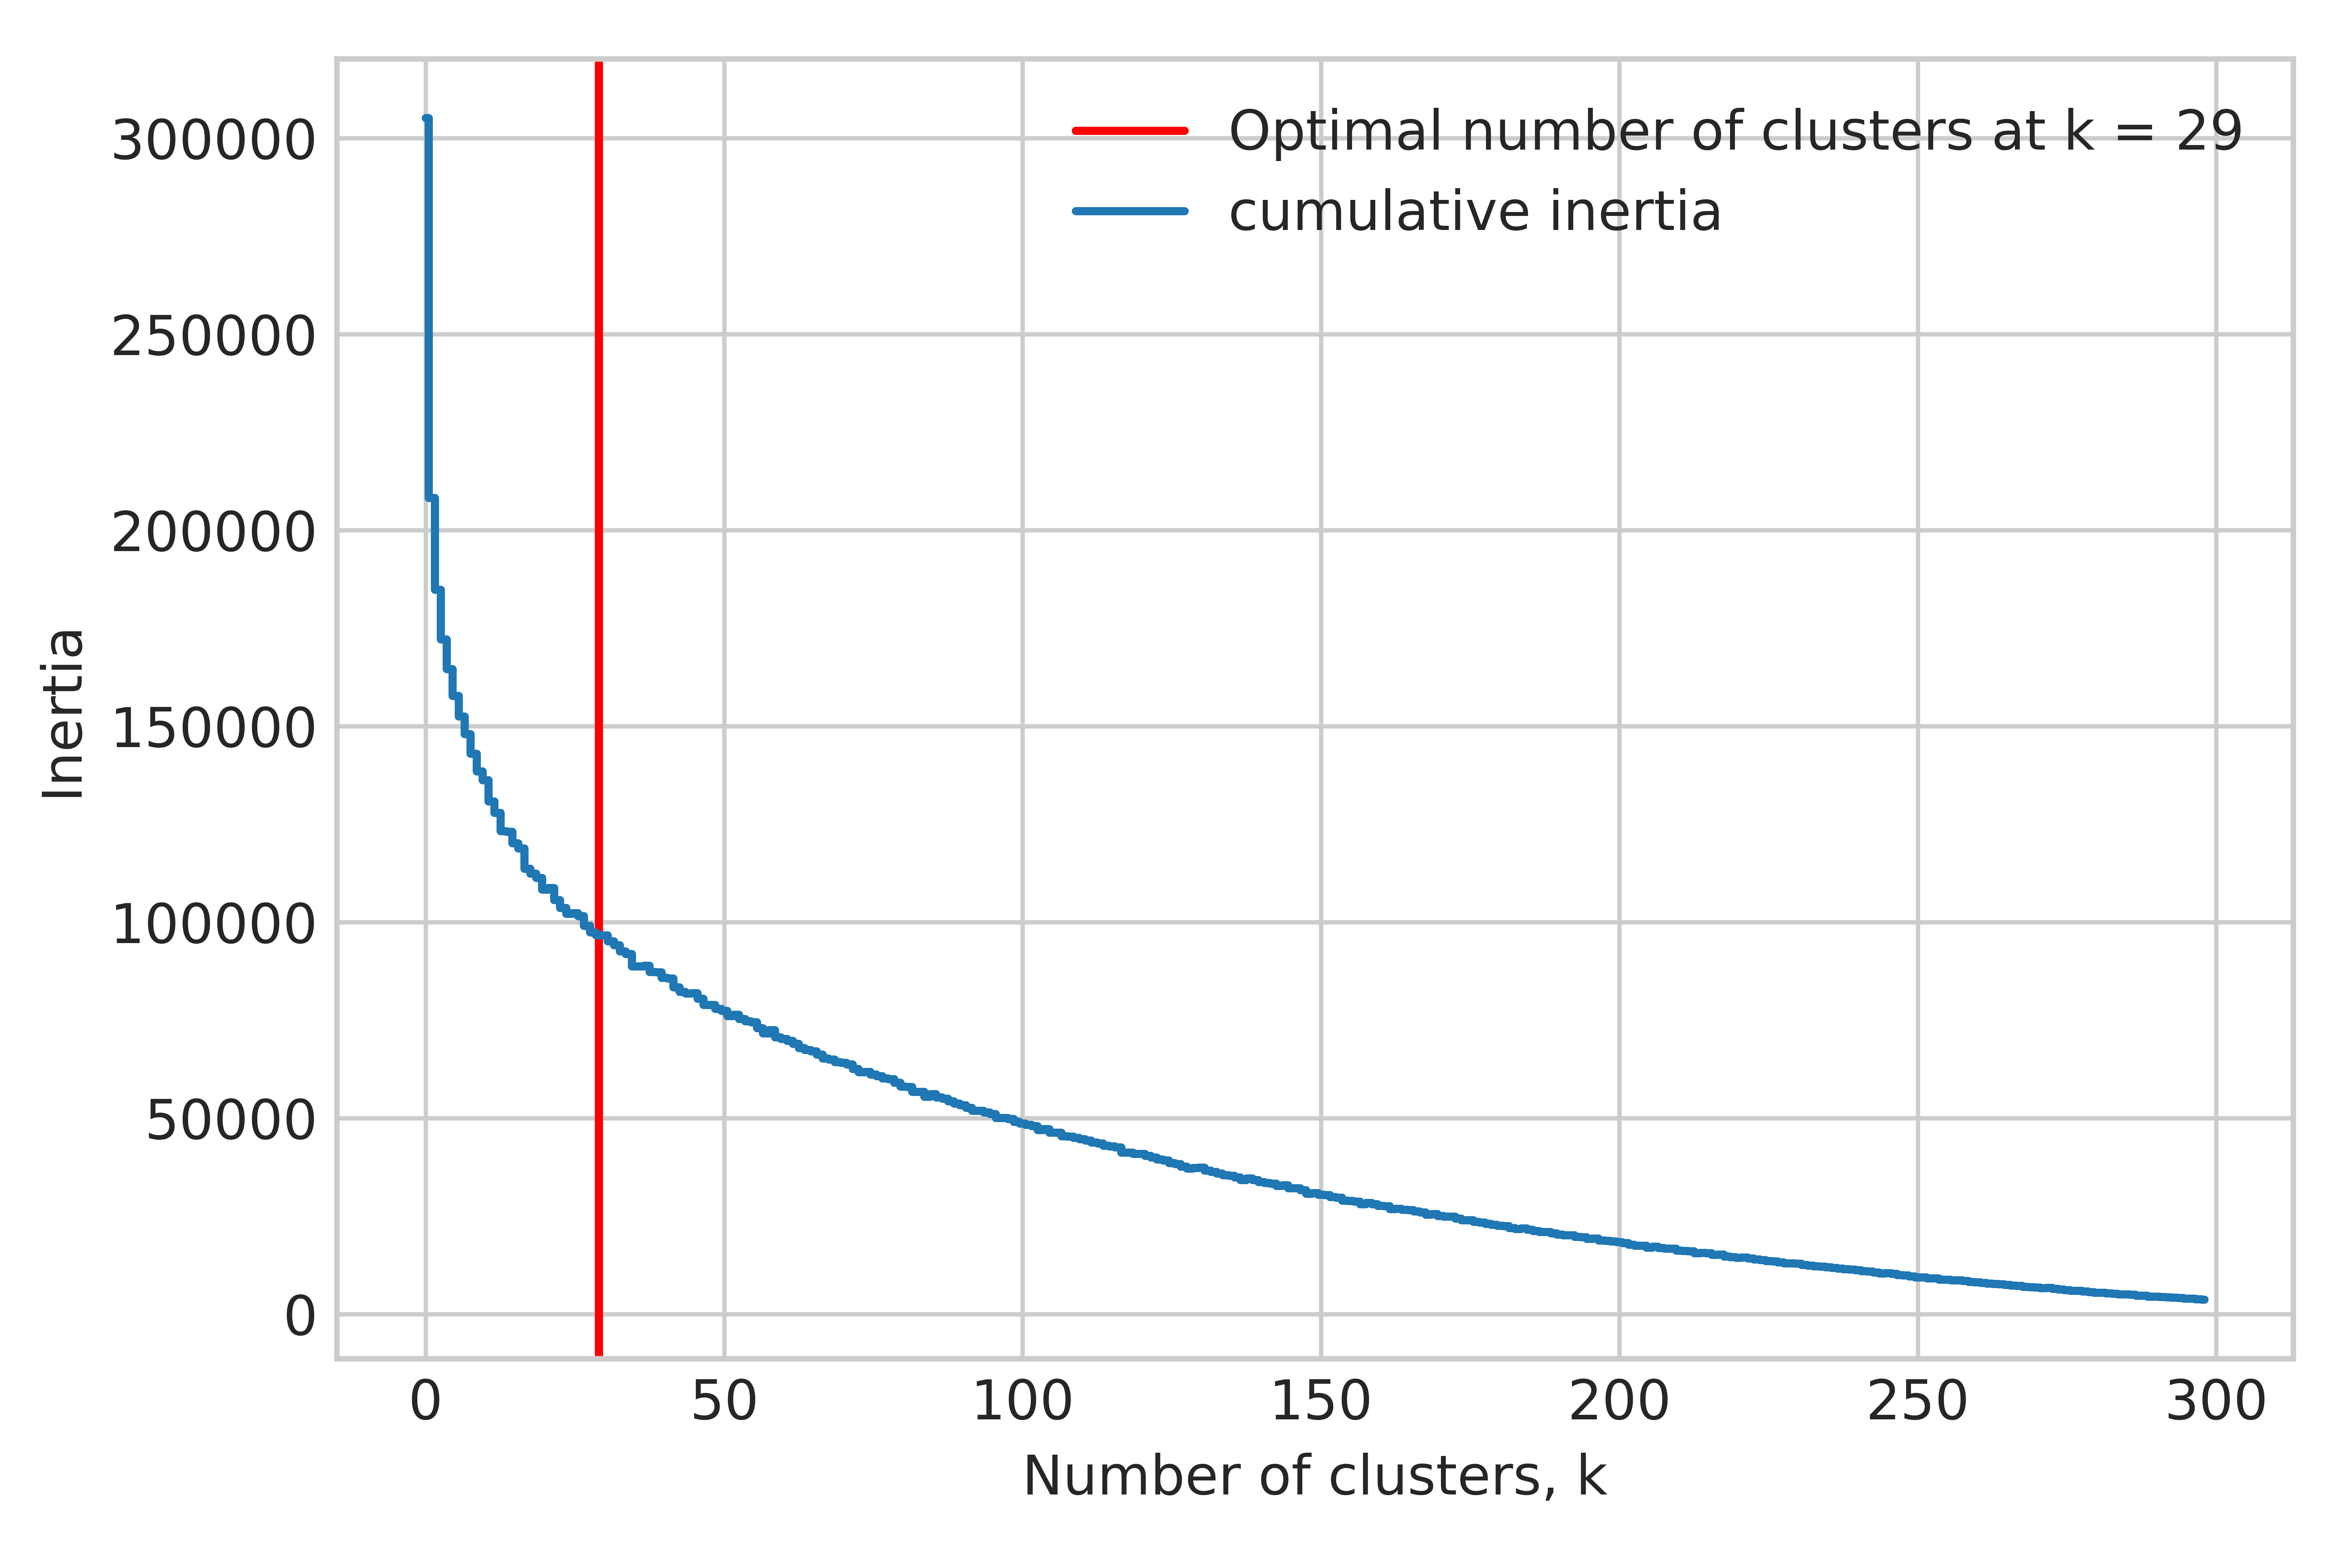 Optimal number of clusters at k = 29
cumulative inertia
300000
250000
200000
150000
100000
50000
0
Inertia
0 50 100 150 200 250 300
Number of clusters, k